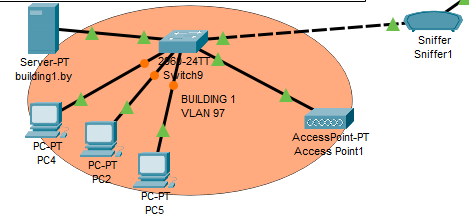 Server-PT
building1.by
2960-24TT
Switch9
Sniffer
Sniffer1
BUILDING 1
VLAN 97
AccessPoint-PT
Access Point1
PC-PT
PC4
PC-PT
PC2
PC-PT
PC5